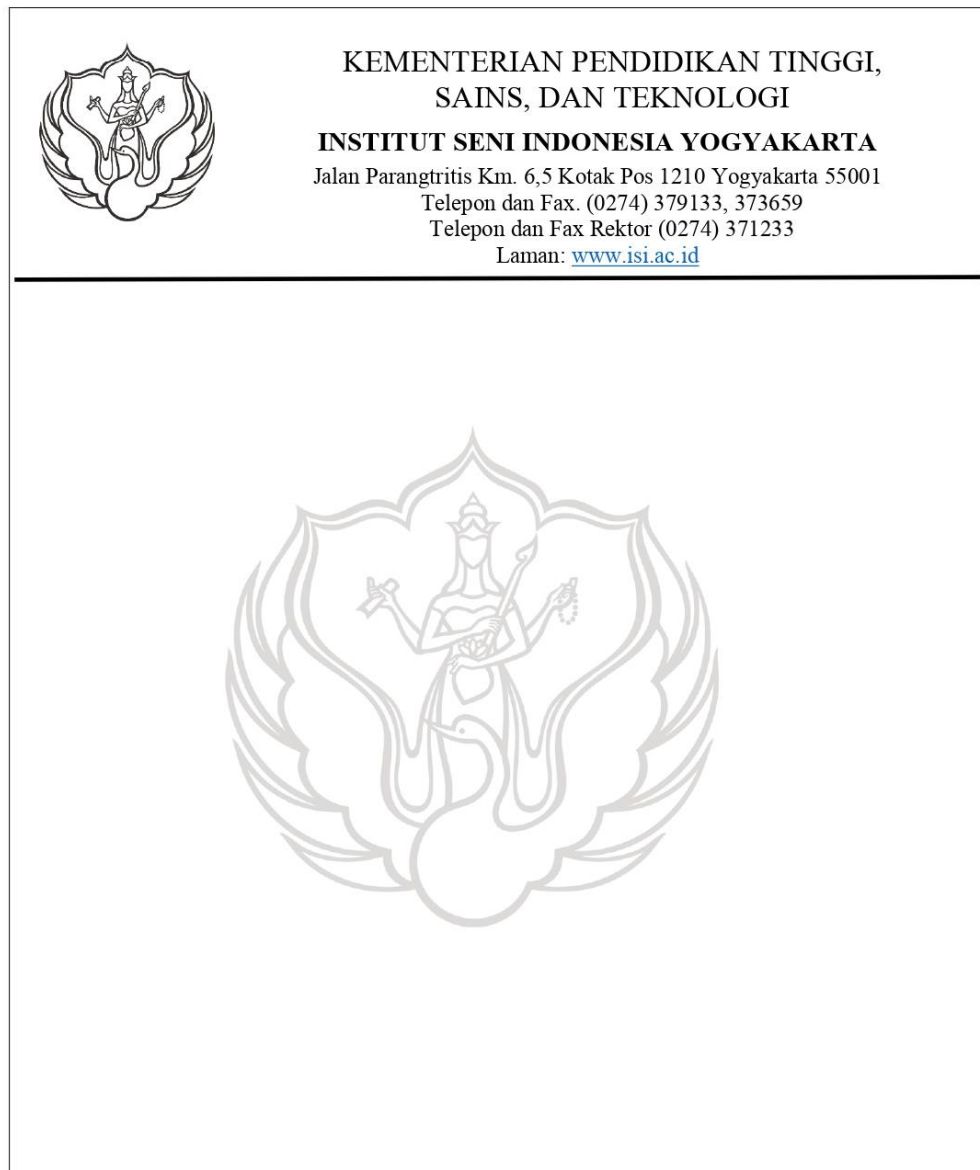 KEMENTERIAN PENDIDIKAN TINGGI,
SAINS, DAN TEKNOLOGI
INSTITUT SENI INDONESIA YOGYAKARTA
Jalan Parangtritis Km. 6,5 Kotak Pos 1210 Yogyakarta 55001
Telepon dan Fax. (0274) 379133, 373659
Telepon dan Fax Rektor (0274) 371233
Laman: www.isi.ac.id